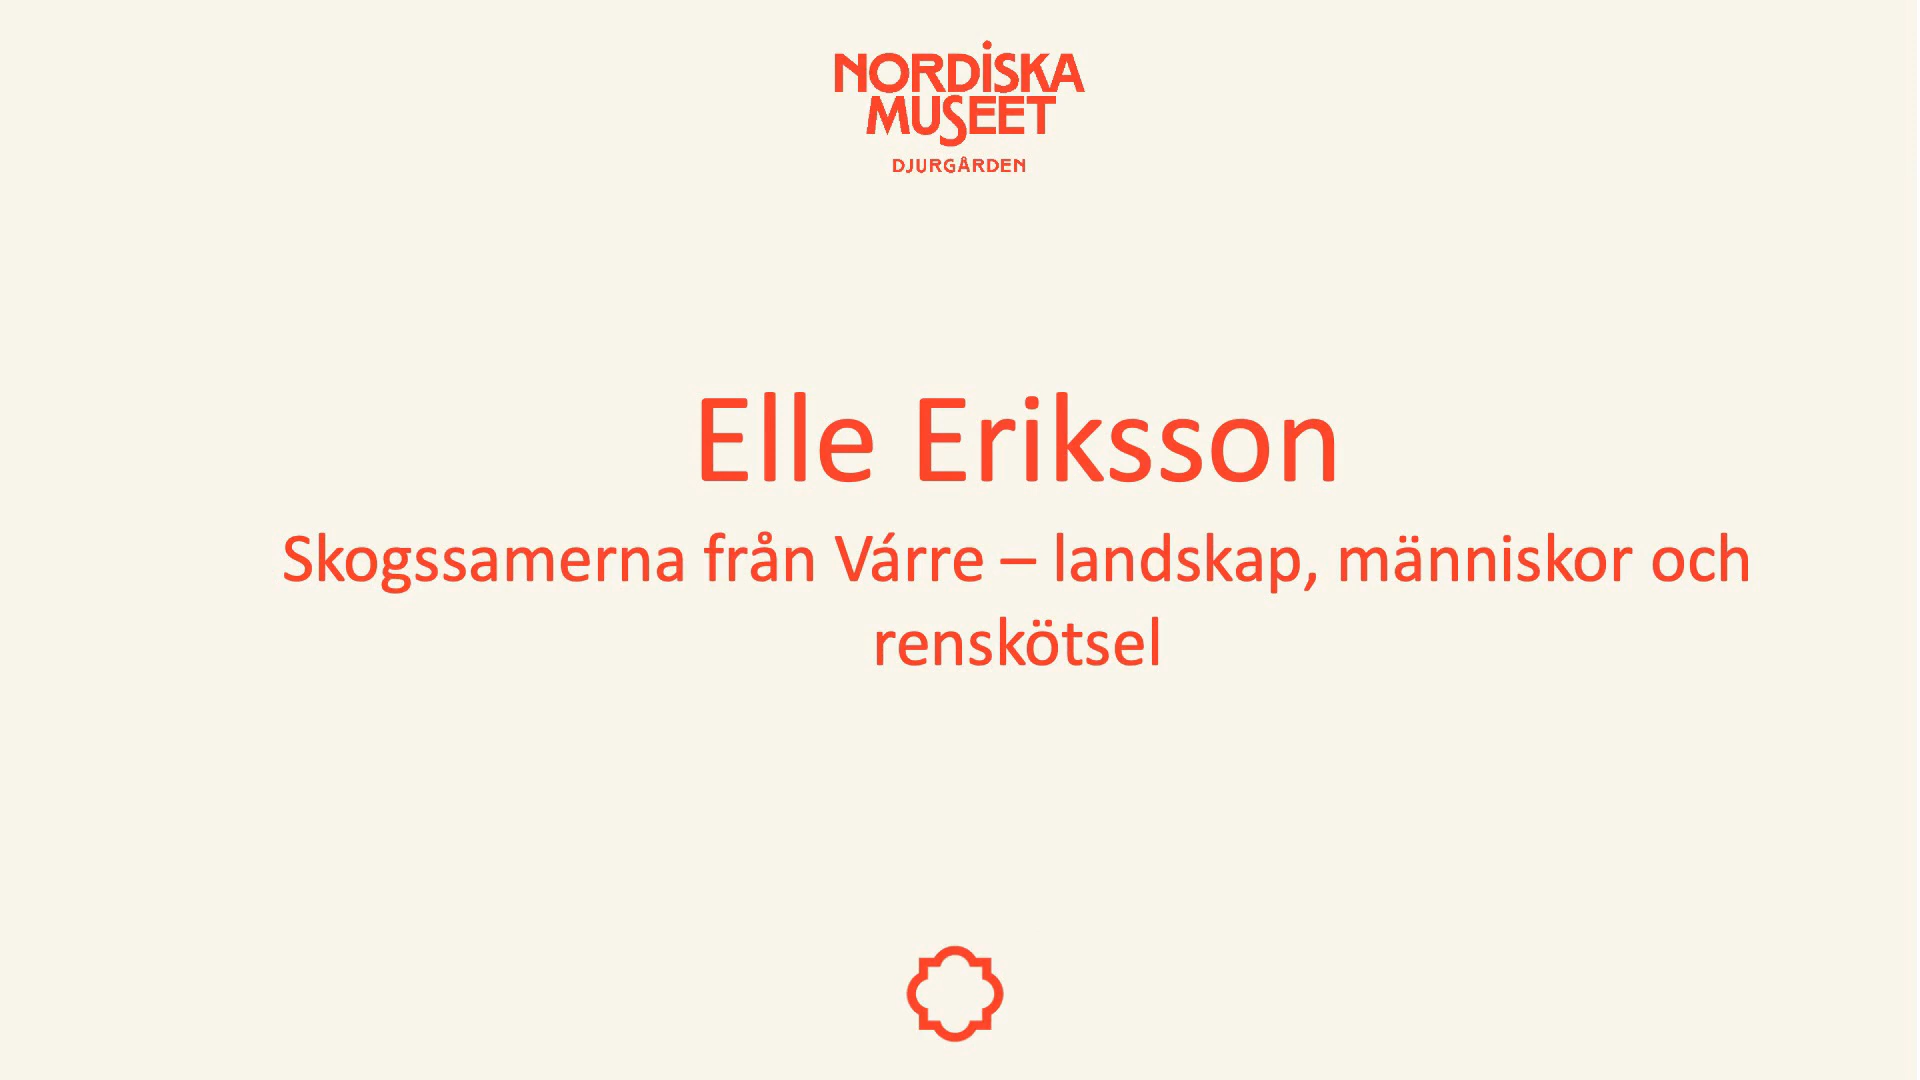 NORDISKA
MUSEET
DJURGÅRDEN
Elle Eriksson
Skogssamerna från Várre – landskap, människor och
renskötsel